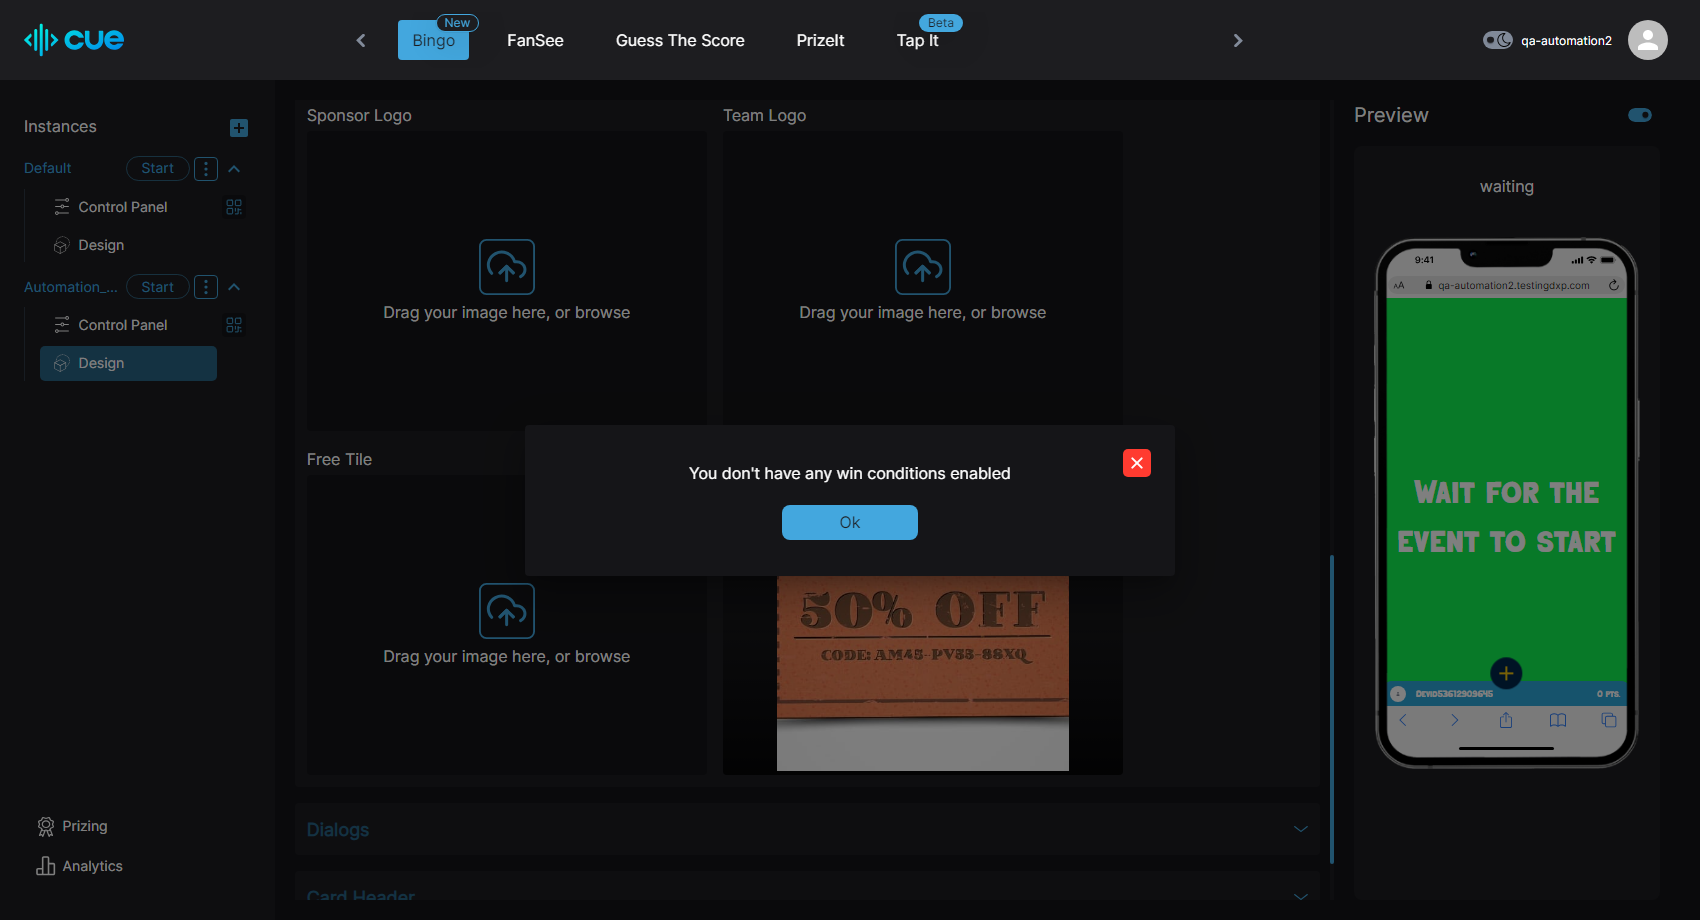 cue
Bingo
New
FanSee
Guess The Score
PrizeIt
Tap It
Beta
qa-automation2
Instances
Default
Start
Control Panel
Design
Automation_...
Start
Control Panel
Design
Prizing
Analytics
Sponsor Logo
Drag your image here, or browse
Team Logo
Drag your image here, or browse
Free Tile
Drag your image here, or browse
You don't have any win conditions enabled
Ok
50% OFF
CODE: AM45-PV33-88XQ
Dialogs
Card Header
Preview
waiting
9:41
AA
qa-automation2.testingdxp.com
Wait for the
event to start
Devid53612909645
0 pts.